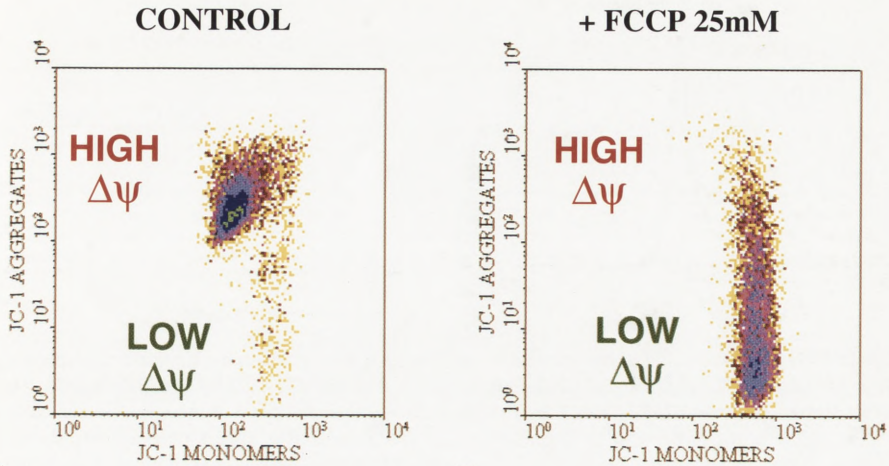 CONTROL
+ FCCP 25mM
10⁴
10³
10²
10¹
10⁰
JC-1 AGGREGATES
HIGH
Δψ
LOW
Δψ
10⁰
10¹
10²
10³
10⁴
JC-1 MONOMERS
10⁴
10³
10²
10¹
10⁰
JC-1 AGGREGATES
HIGH
Δψ
LOW
Δψ
10⁰
10¹
10²
10³
10⁴
JC-1 MONOMERS